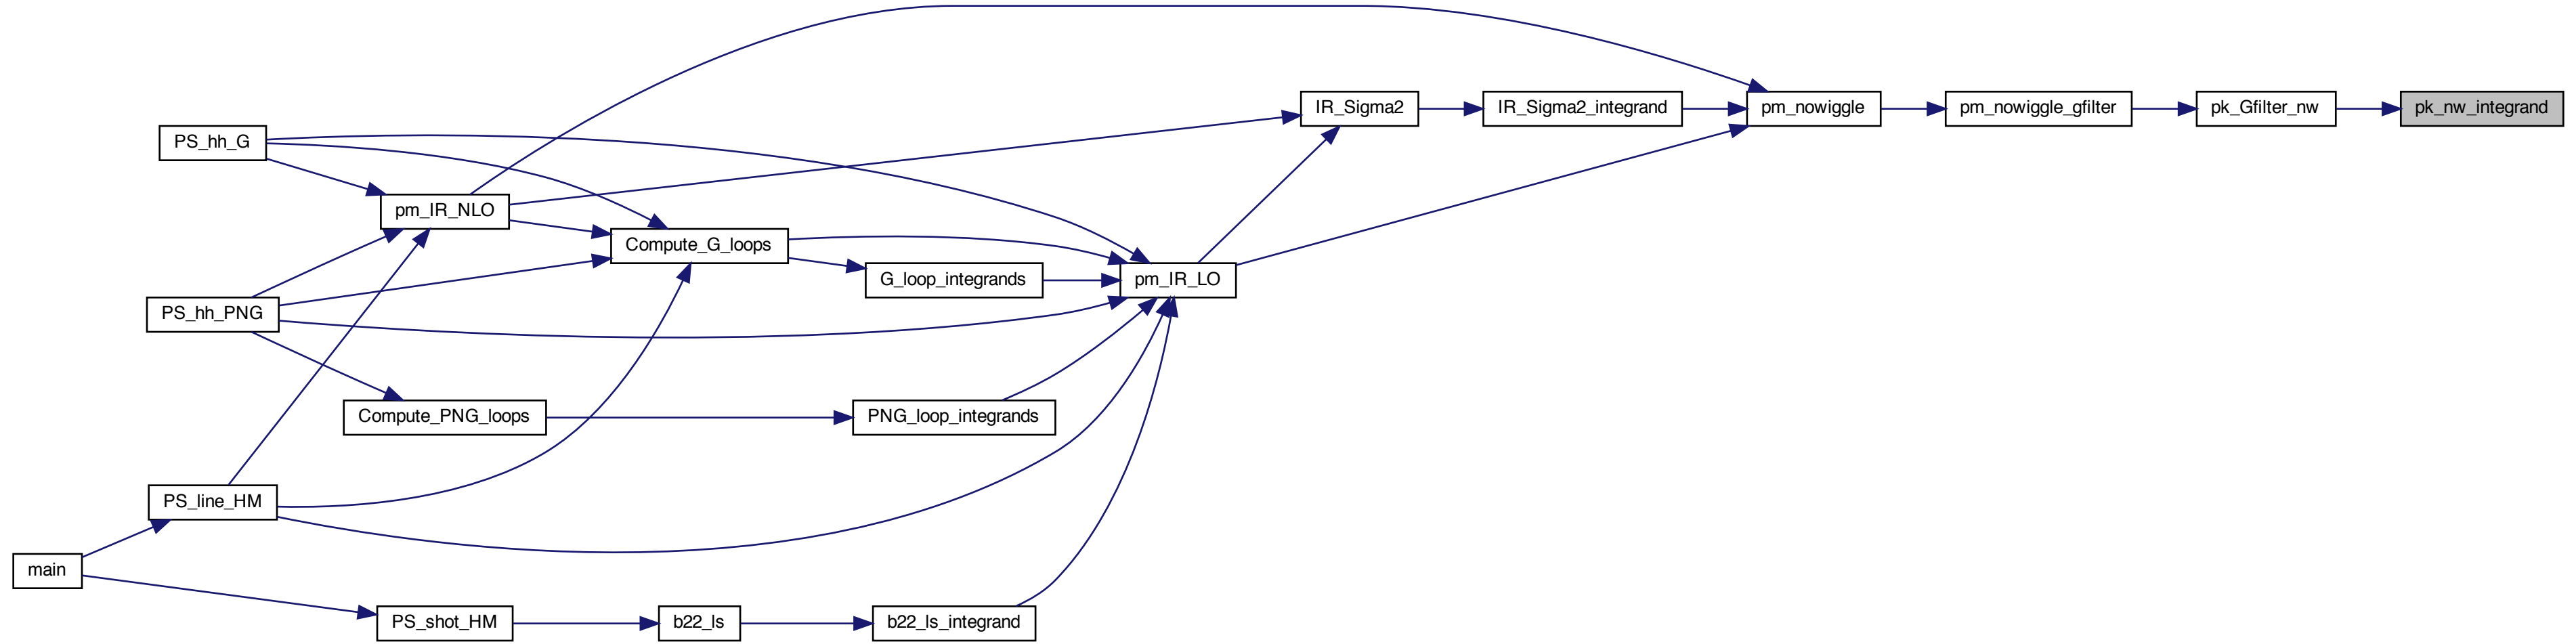 IR_Sigma2
IR_Sigma2_integrand
pm_nowiggle
pm_nowiggle_gfilter
pk_Gfilter_nw
pk_nw_integrand
PS_hh_G
pm_IR_NLO
Compute_G_loops
G_loop_integrands
pm_IR_LO
PS_hh_PNG
Compute_PNG_loops
PNG_loop_integrands
PS_line_HM
main
PS_shot_HM
b22_ls
b22_ls_integrand